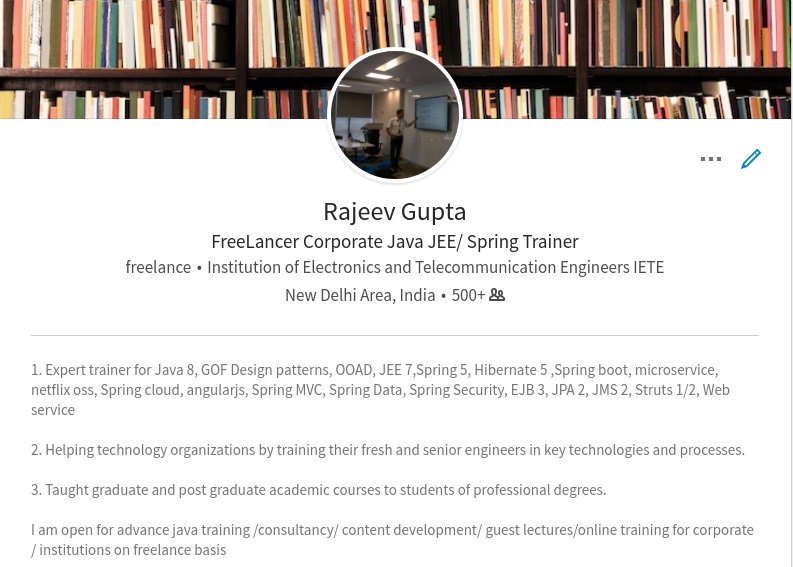 Rajeev Gupta
FreeLancer Corporate Java JEE/ Spring Trainer
freelance • Institution of Electronics and Telecommunication Engineers IETE
New Delhi Area, India • 500+
1. Expert trainer for Java 8, GOF Design patterns, OOAD, JEE 7,Spring 5, Hibernate 5 ,Spring boot, microservice,
netflix oss, Spring cloud, angularjs, Spring MVC, Spring Data, Spring Security, EJB 3, JPA 2, JMS 2, Struts 1/2, Web
service
2. Helping technology organizations by training their fresh and senior engineers in key technologies and processes.
3. Taught graduate and post graduate academic courses to students of professional degrees.
I am open for advance java training /consultancy/ content development/ guest lectures/online training for corporate
/ institutions on freelance basis